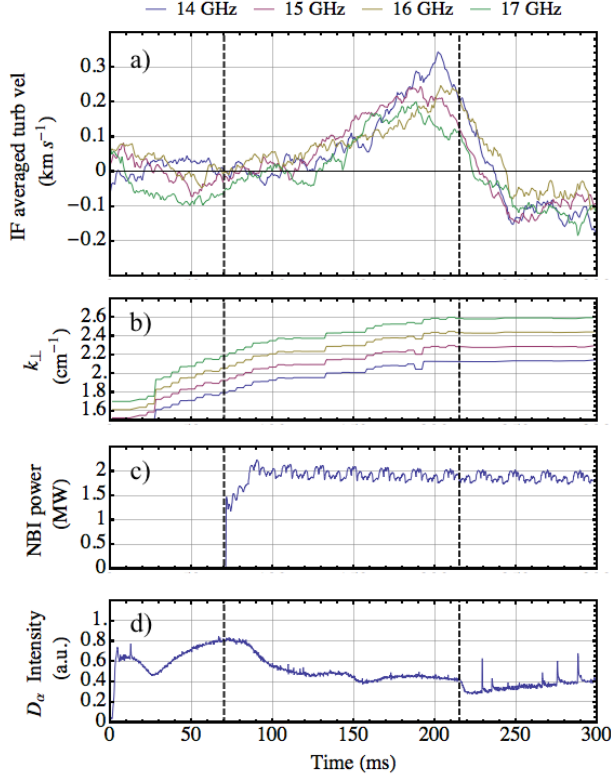 14 GHz 15 GHz 16 GHz 17 GHz
a)
IF averaged turb vel
(km s⁻¹)
0.3
0.2
0.1
0
−0.1
−0.2
b)
k⊥
(cm⁻¹)
2.6
2.4
2.2
2.0
1.8
1.6
c)
NBI power
(MW)
2
1.5
1
0.5
0
d)
Dα Intensity
(a.u.)
1.
0.8
0.6
0.4
0.2
0
0 50 100 150 200 250 300
Time (ms)